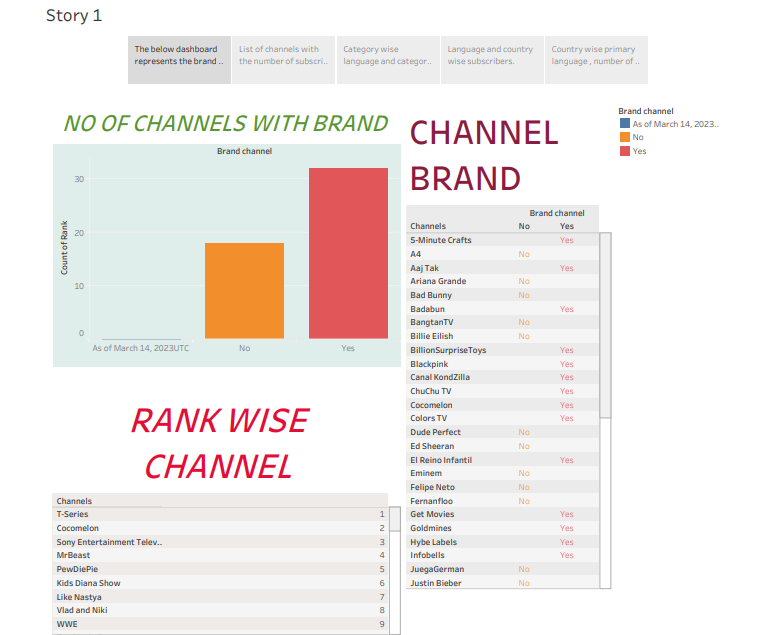 Story 1
The below dashboard
represents the brand ..
List of channels with
the number of subscri..
Category wise
language and categor..
Language and country
wise subscribers.
Country wise primary
language , number of ..
NO OF CHANNELS WITH BRAND
Brand channel
Count of Rank
30
20
10
0
As of March 14, 2023UTC
No
Yes
CHANNEL
BRAND
Brand channel
Channels No Yes
5-Minute Crafts Yes
A4 No
Aaj Tak Yes
Ariana Grande No
Bad Bunny No
Badabun Yes
BangtanTV No
Billie Eilish No
BillionSurpriseToys Yes
Blackpink Yes
Canal KondZilla Yes
ChuChu TV Yes
Cocomelon Yes
Colors TV Yes
Dude Perfect No
Ed Sheeran No
El Reino Infantil Yes
Eminem No
Felipe Neto No
Fernanfloo No
Get Movies Yes
Goldmines Yes
Hybe Labels Yes
Infobells Yes
JuegaGerman No
Justin Bieber No
Brand channel
As of March 14, 2023..
No
Yes
RANK WISE
CHANNEL
Channels
T-Series 1
Cocomelon 2
Sony Entertainment Telev.. 3
MrBeast 4
PewDiePie 5
Kids Diana Show 6
Like Nastya 7
Vlad and Niki 8
WWE 9